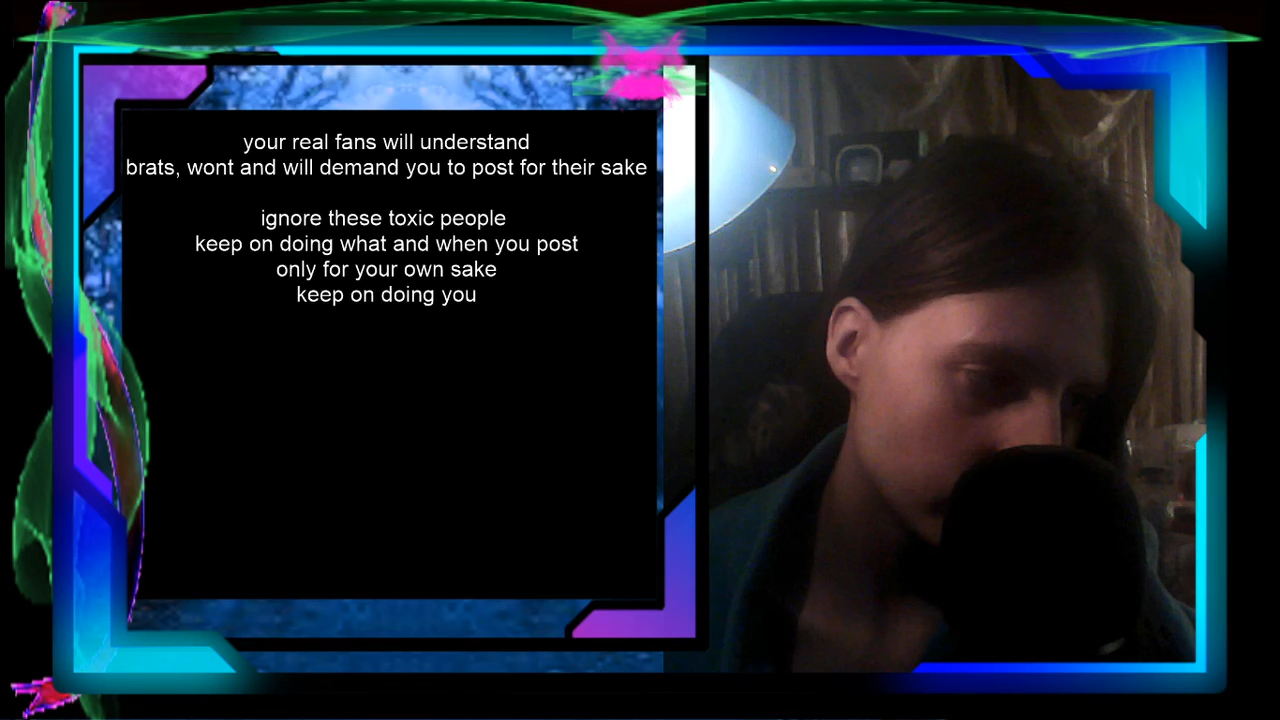 your real fans will understand
brats, wont and will demand you to post for their sake
ignore these toxic people
keep on doing what and when you post
only for your own sake
keep on doing you